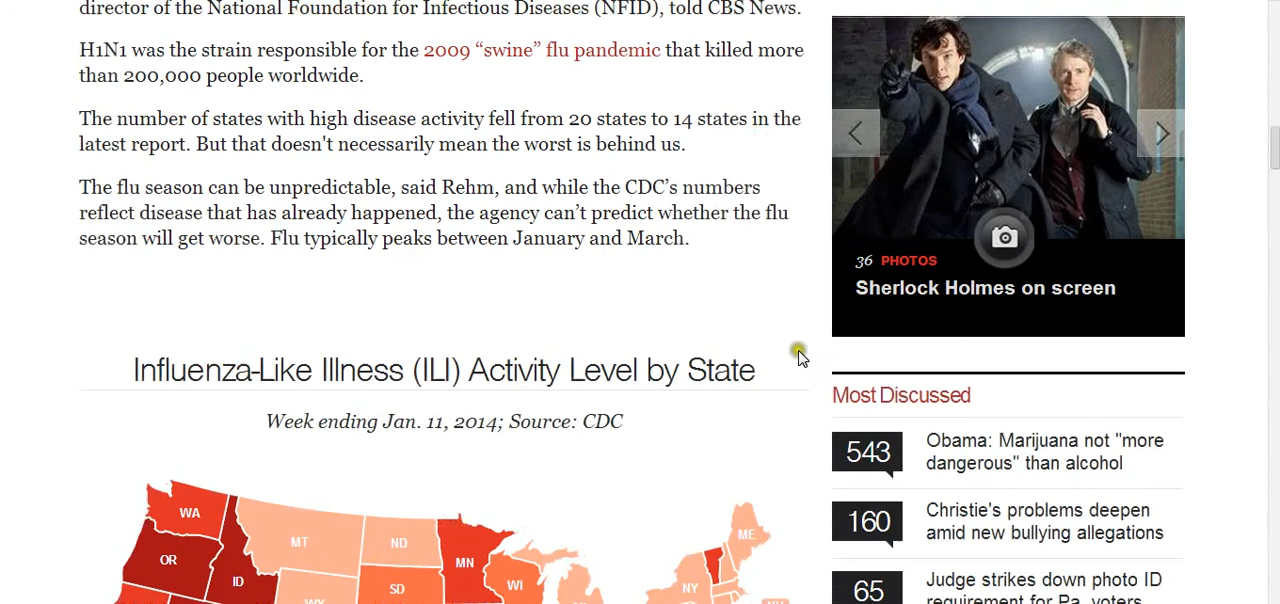 director of the National Foundation for Infectious Diseases (NFID), told CBS News.
H1N1 was the strain responsible for the 2009 “swine” flu pandemic that killed more
than 200,000 people worldwide.
The number of states with high disease activity fell from 20 states to 14 states in the
latest report. But that doesn't necessarily mean the worst is behind us.
The flu season can be unpredictable, said Rehm, and while the CDC’s numbers
reflect disease that has already happened, the agency can’t predict whether the flu
season will get worse. Flu typically peaks between January and March.
Influenza-Like Illness (ILI) Activity Level by State
Week ending Jan. 11, 2014; Source: CDC
WA
MT
ND
ME
OR
ID
MN
SD
WI
NY
WY
36 PHOTOS
Sherlock Holmes on screen
Most Discussed
543
Obama: Marijuana not "more
dangerous" than alcohol
160
Christie's problems deepen
amid new bullying allegations
65
Judge strikes down photo ID
requirement for Pa. voters